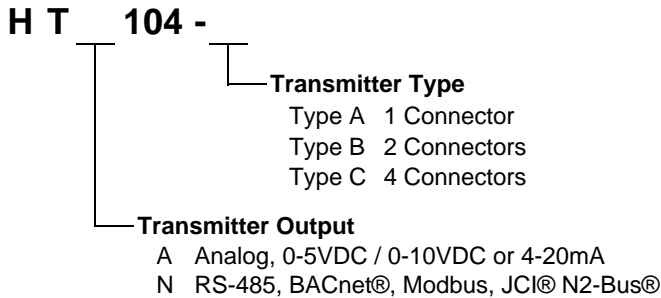 H T __ 104 - __
Transmitter Type
Type A 1 Connector
Type B 2 Connectors
Type C 4 Connectors
Transmitter Output
A Analog, 0-5VDC / 0-10VDC or 4-20mA
N RS-485, BACnet®, Modbus, JCI® N2-Bus®